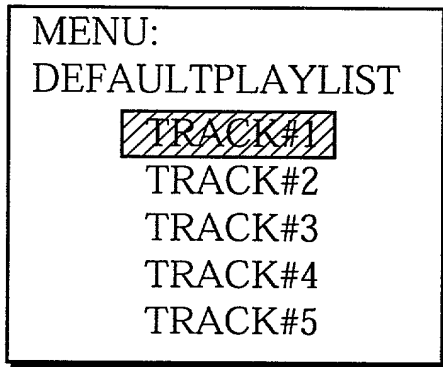 MENU:
DEFAULTPLAYLIST
TRACK#1
TRACK#2
TRACK#3
TRACK#4
TRACK#5